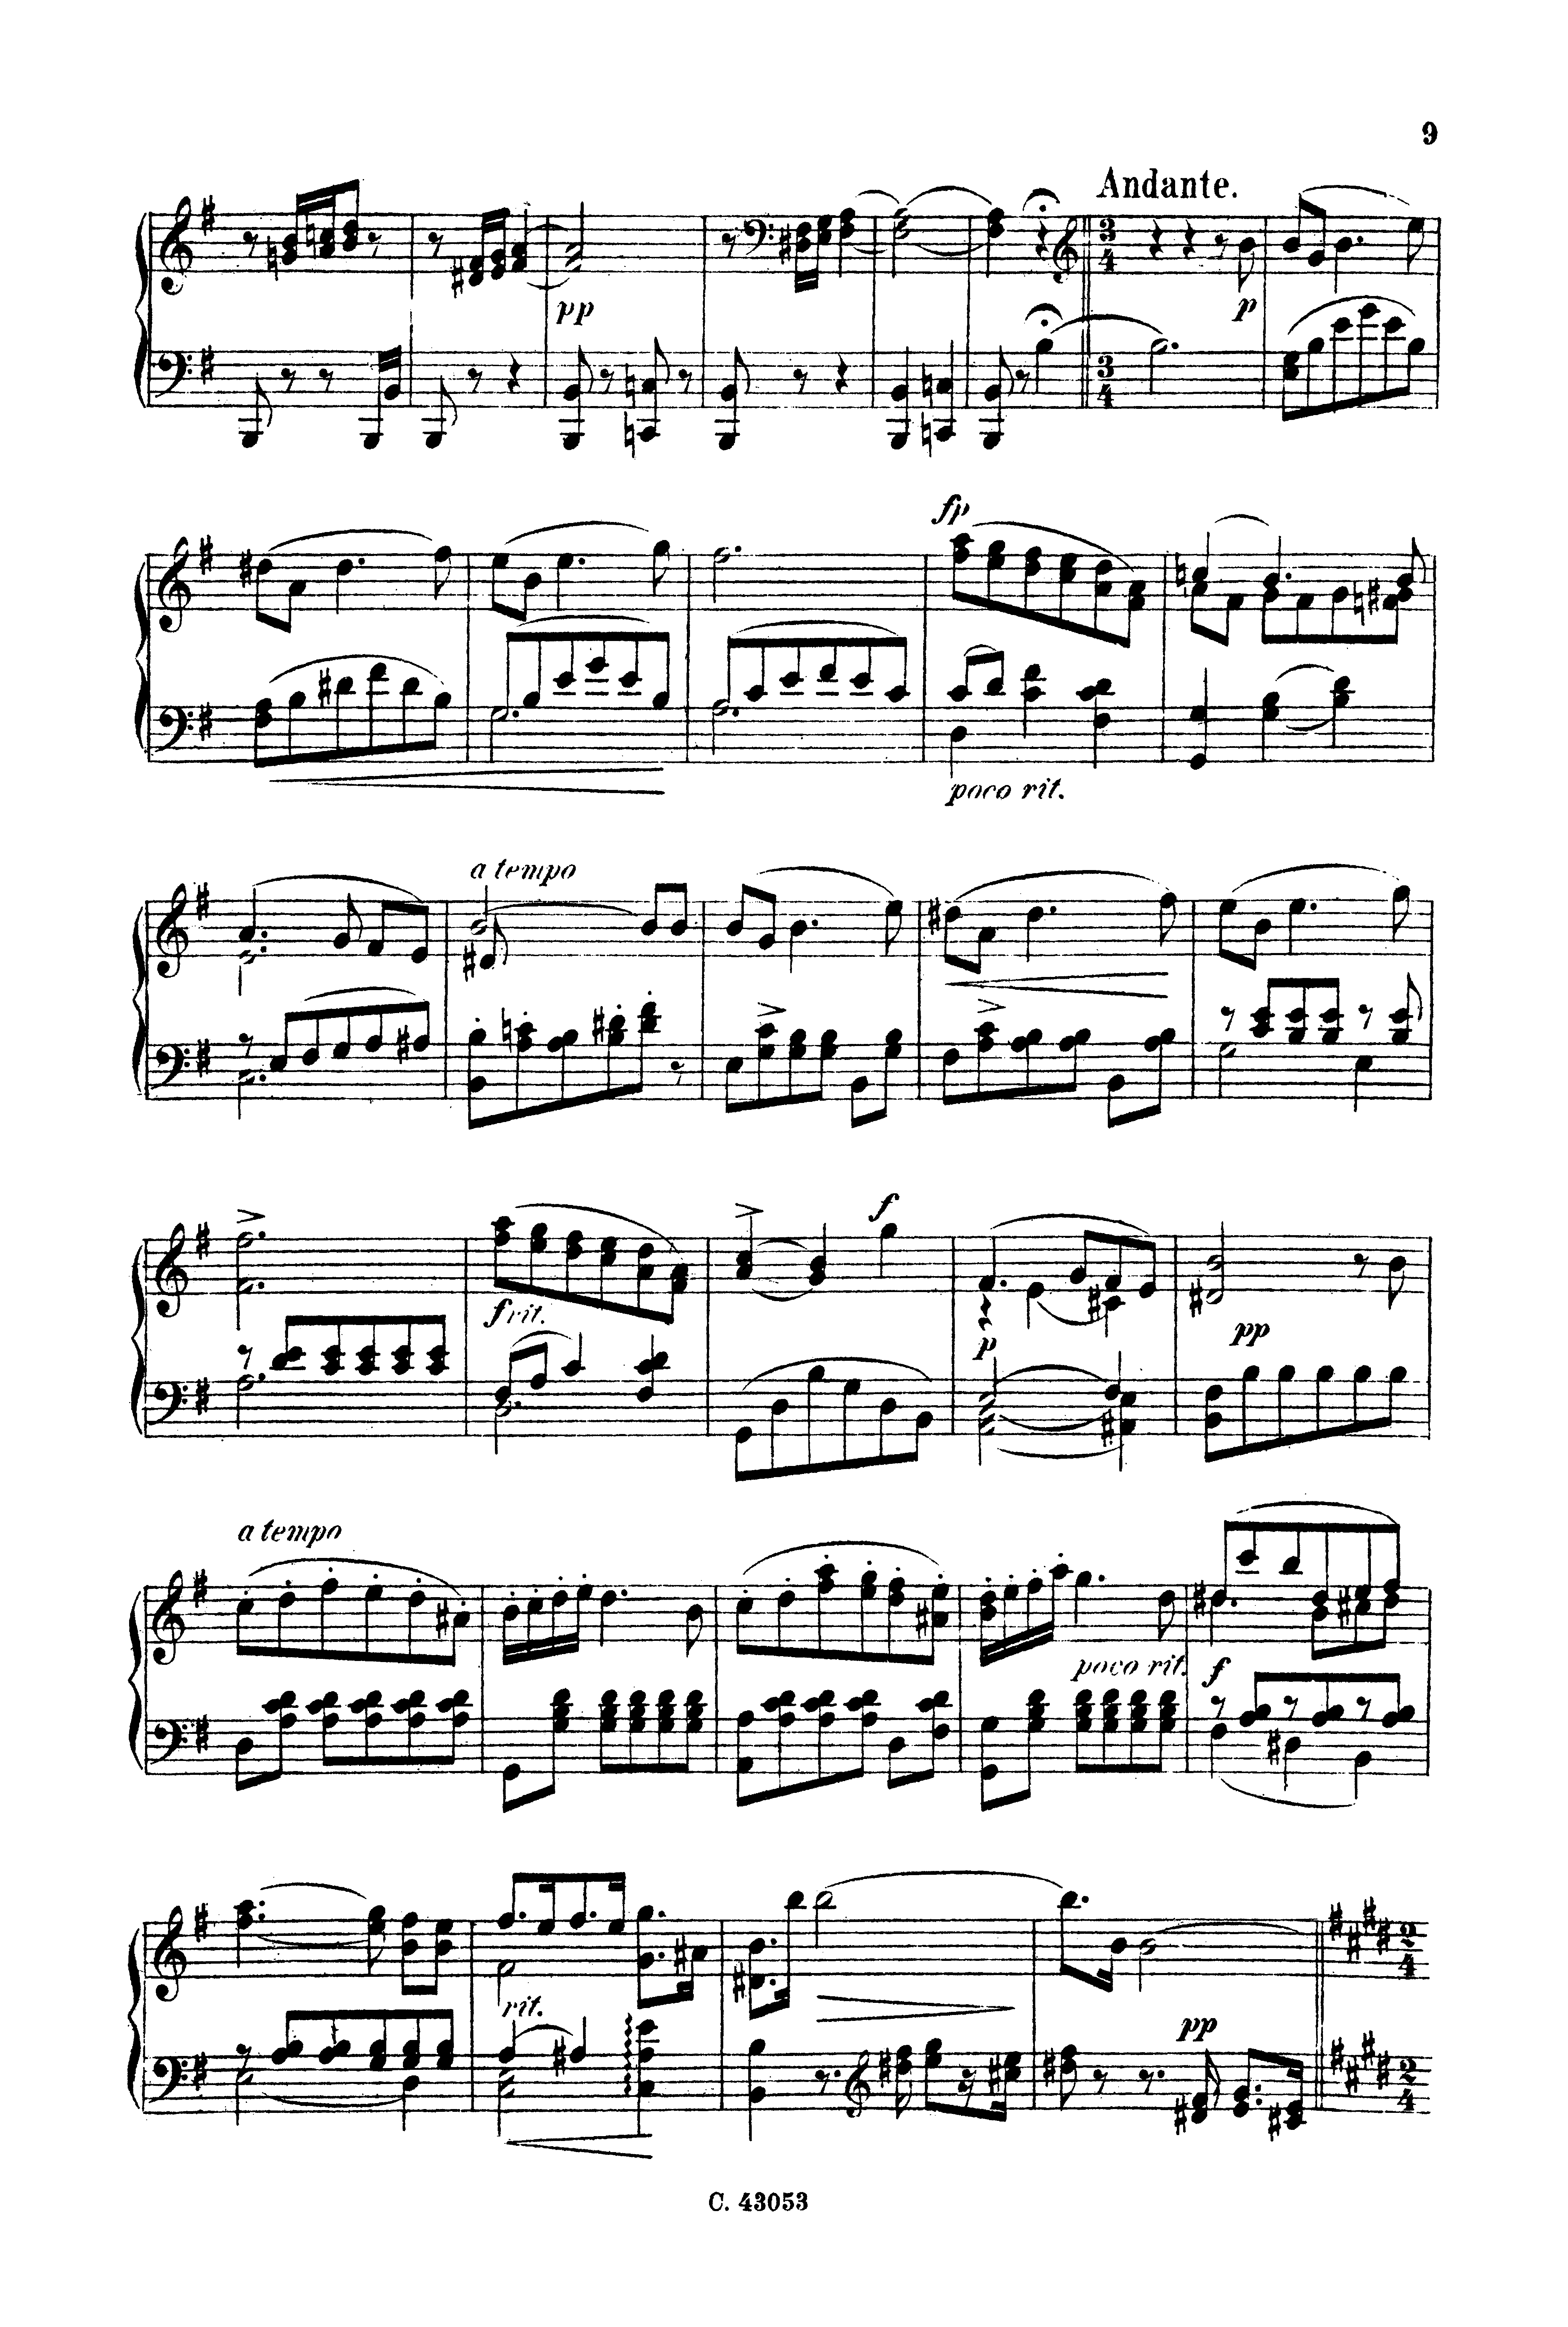 9
Andante.
pp
p
fp
poco rit.
a tempo
f
f rit.
p
pp
a tempo
poco rit.
f
rit.
pp
C. 43053